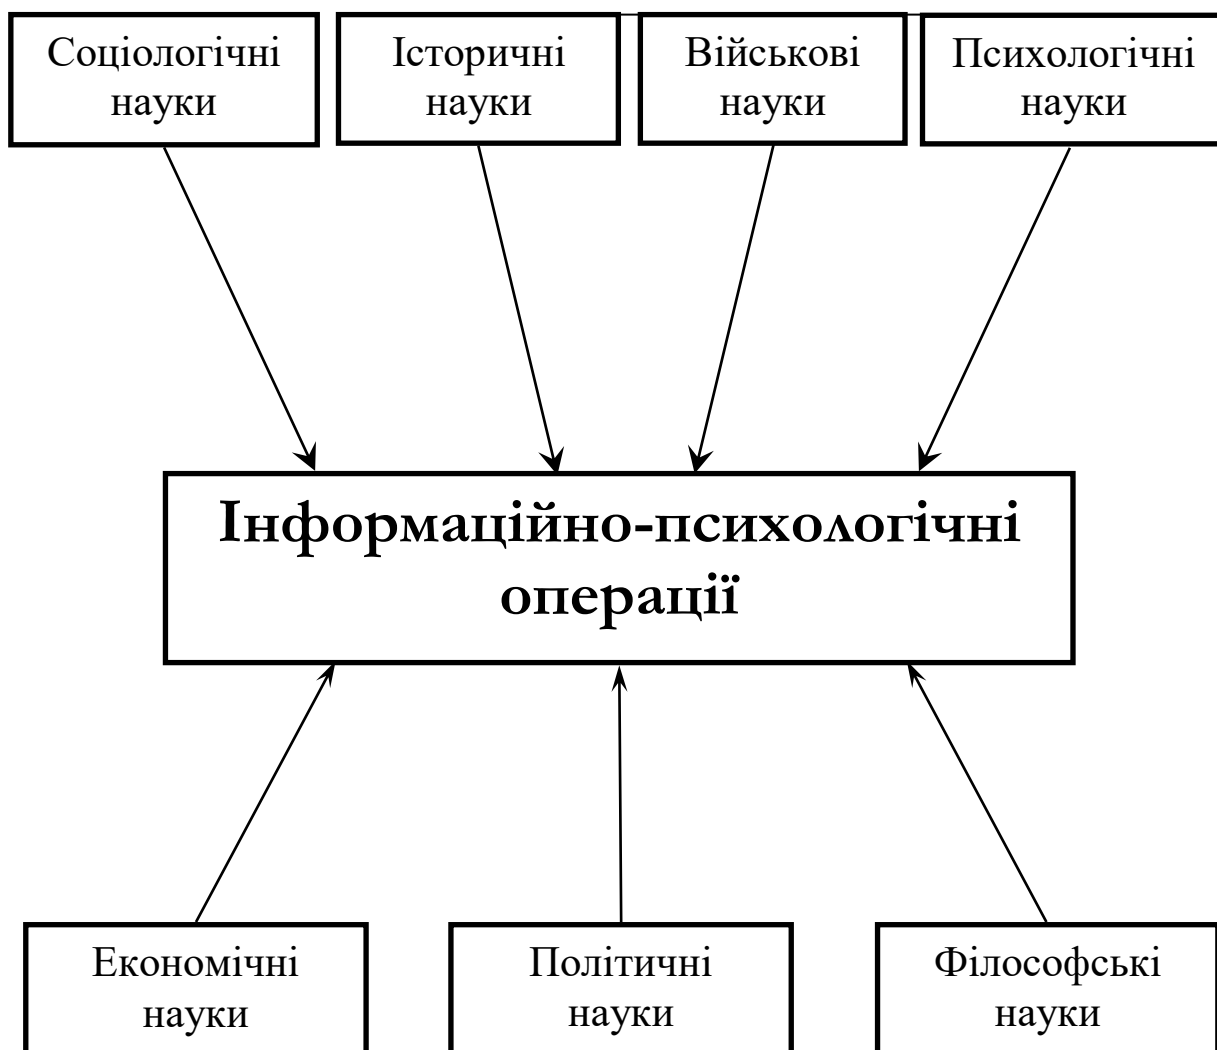 Соціологічні
науки
Історичні
науки
Військові
науки
Психологічні
науки
Інформаційно-психологічні
операції
Економічні
науки
Політичні
науки
Філософські
науки